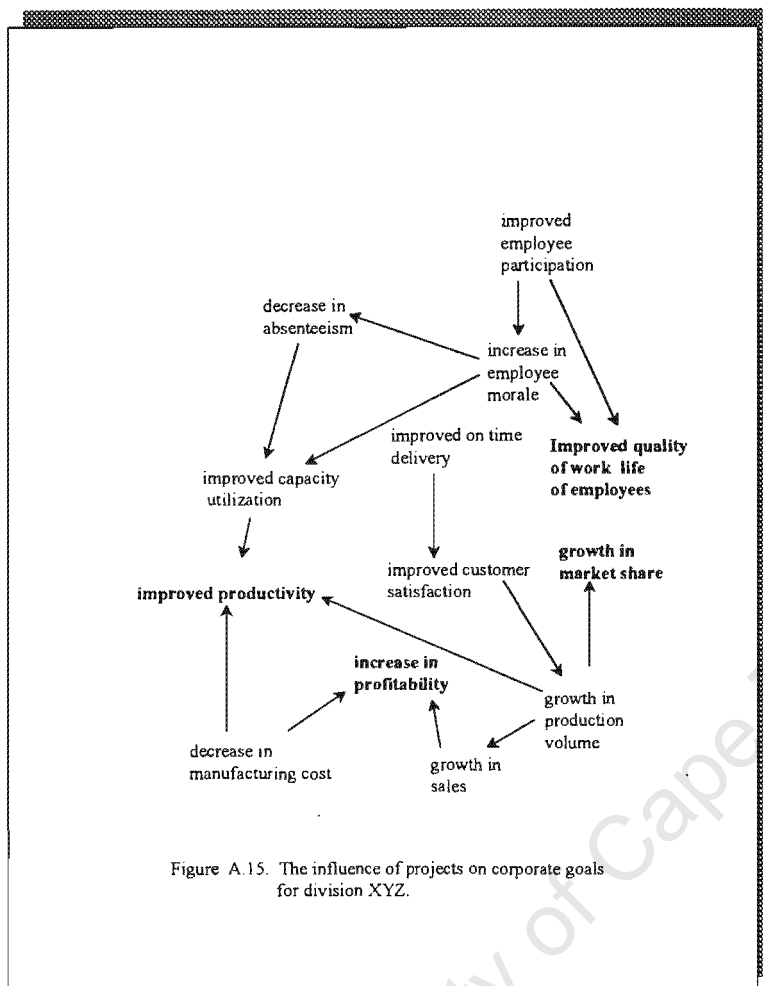 improved
employee
participation
decrease in
absenteeism
increase in
employee
morale
improved on time
delivery
Improved quality
of work life
of employees
improved capacity
utilization
growth in
market share
improved customer
satisfaction
improved productivity
increase in
profitability
growth in
production
volume
decrease in
manufacturing cost
growth in
sales
Figure A.15. The influence of projects on corporate goals
for division XYZ.
ty of Cape